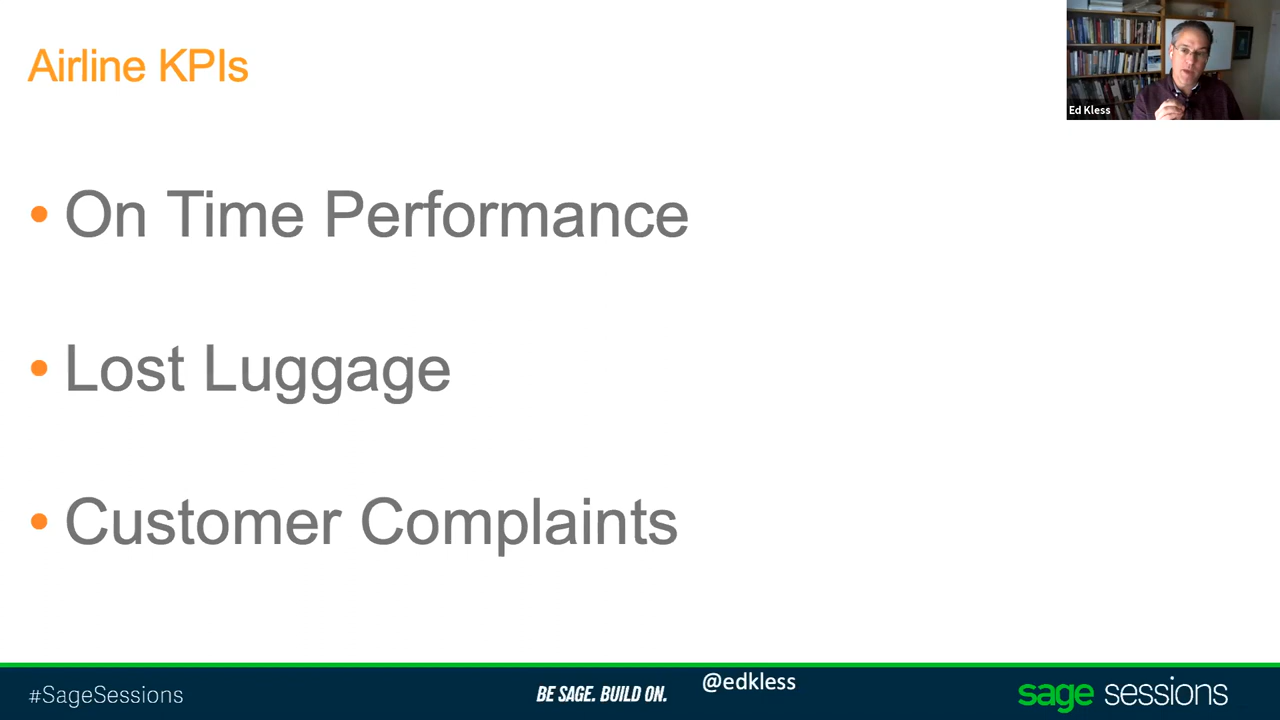 Airline KPIs
Ed Kless
• On Time Performance
• Lost Luggage
• Customer Complaints
#SageSessions
BE SAGE. BUILD ON.
@edkless
sage sessions